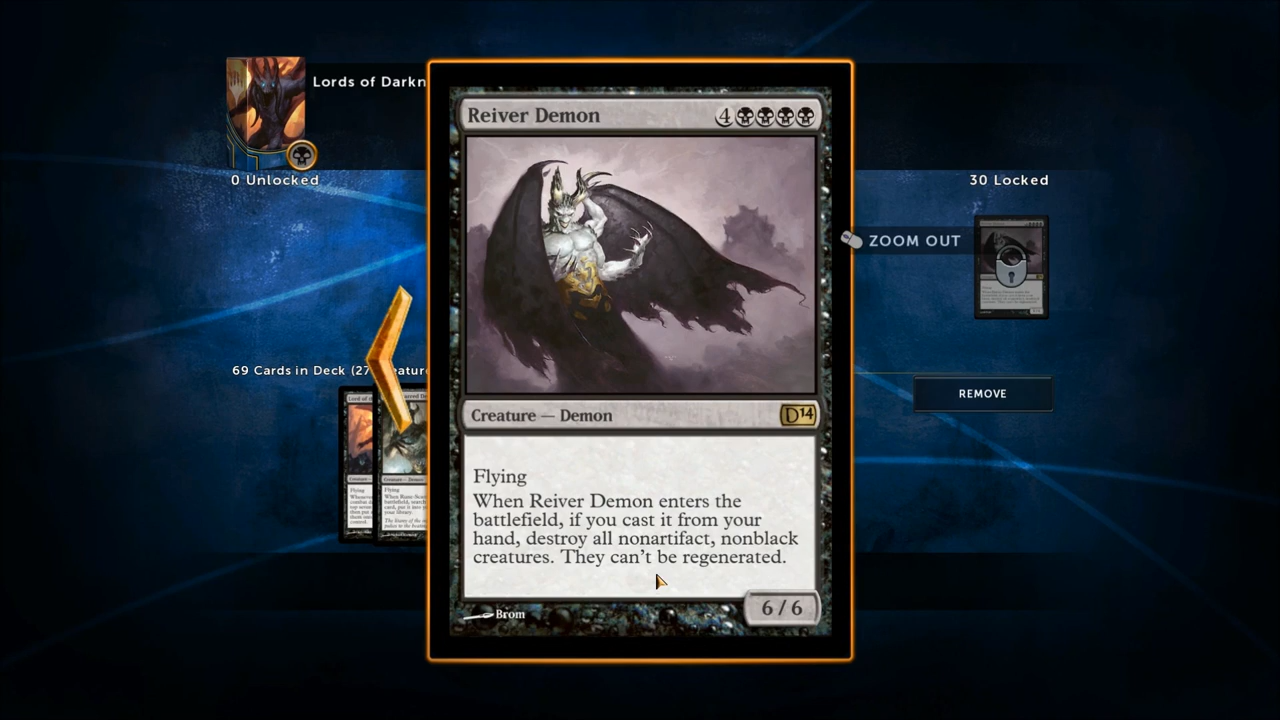 Lords of Darkn
0 Unlocked
30 Locked
Reiver Demon
4
ZOOM OUT
69 Cards in Deck (27
eature
REMOVE
Creature — Demon
D14
Flying
When Reiver Demon enters the
battlefield, if you cast it from your
hand, destroy all nonartifact, nonblack
creatures. They can't be regenerated.
Brom
6 / 6